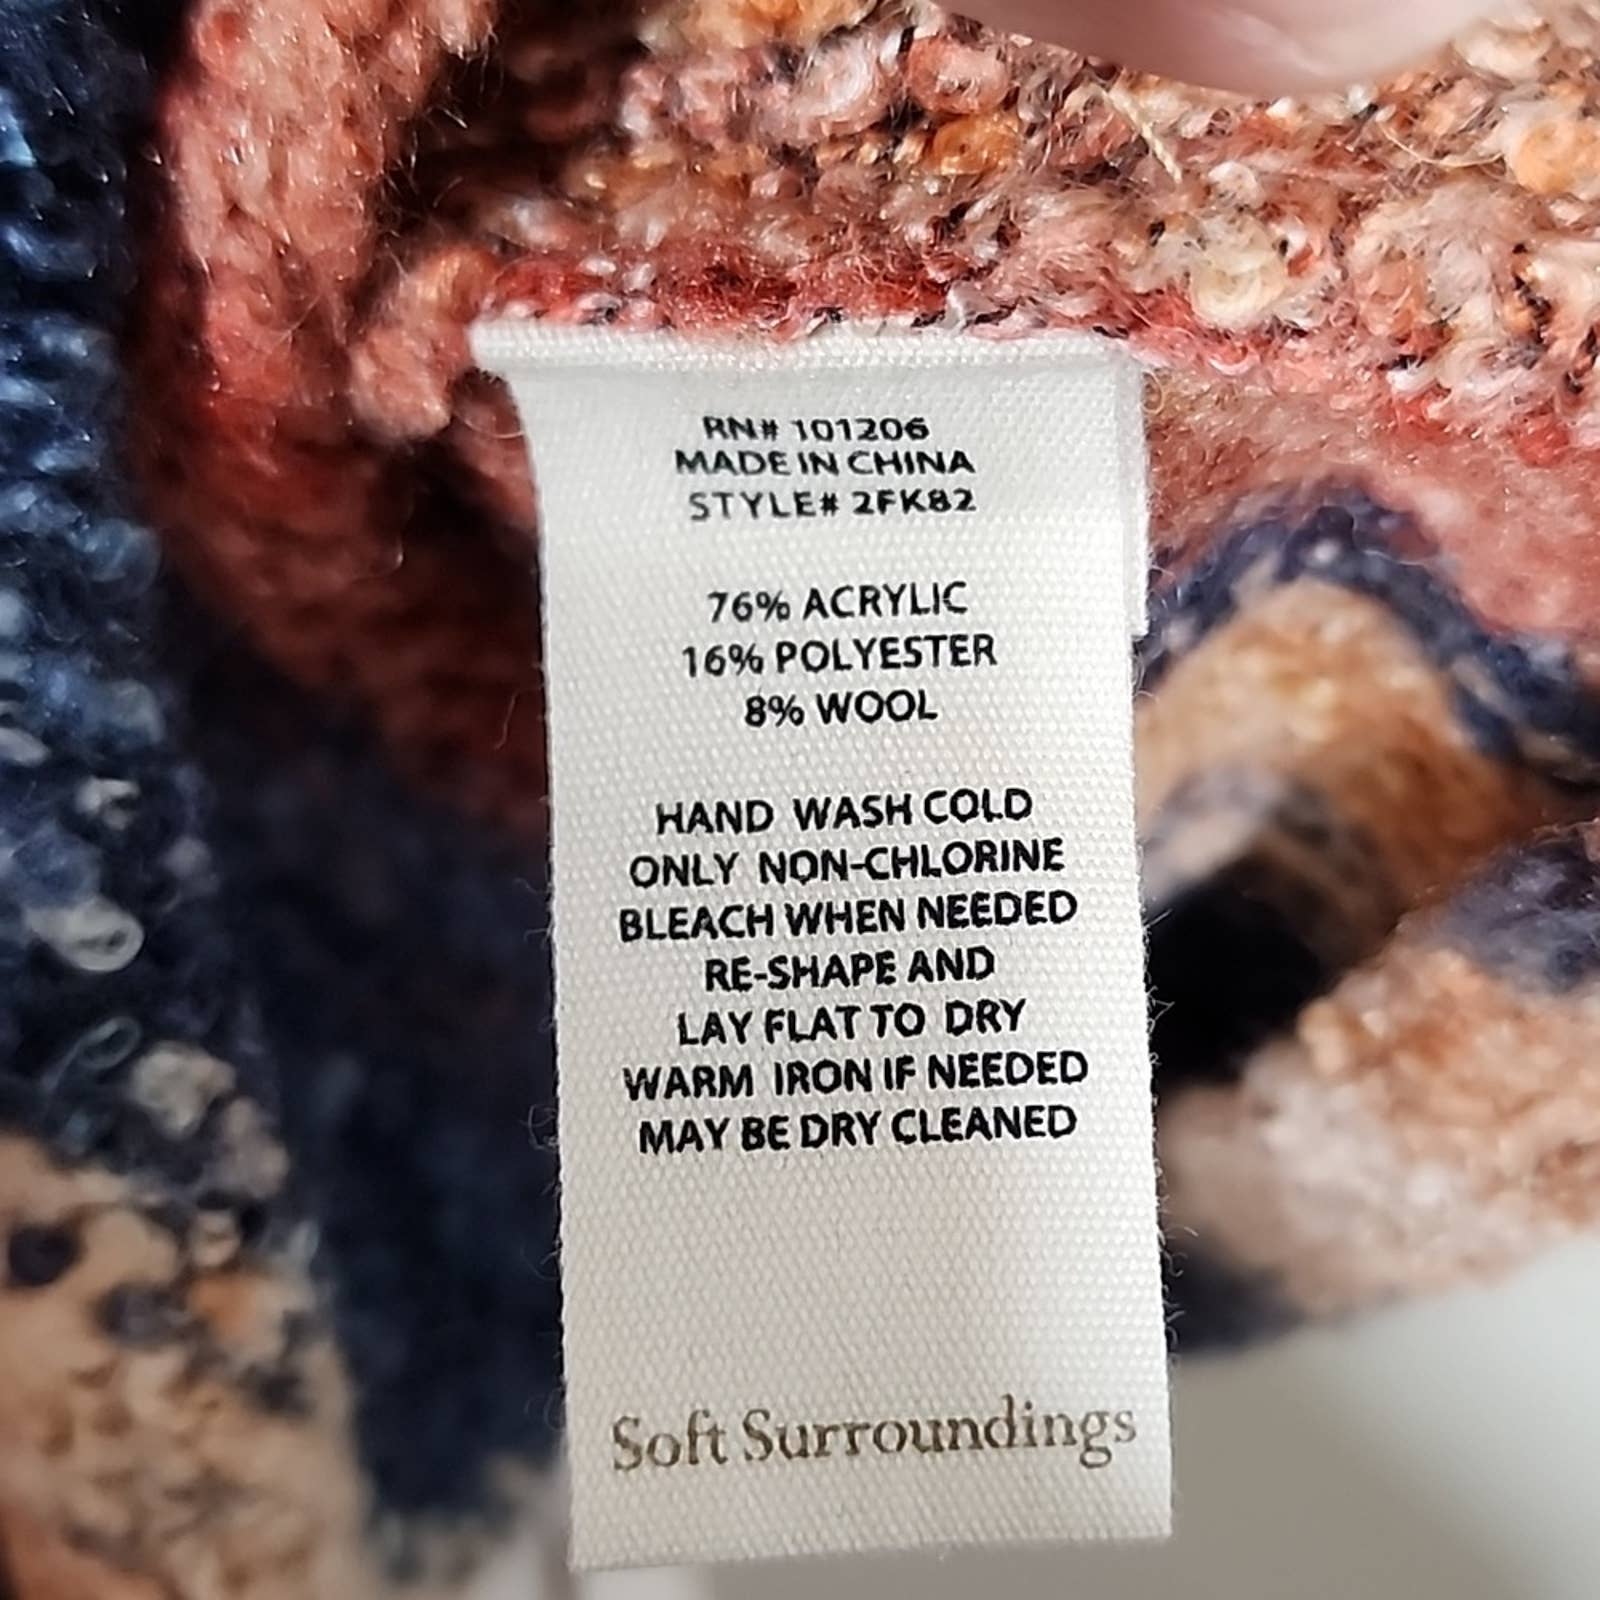 RN# 101206
MADE IN CHINA
STYLE# 2FK82
76% ACRYLIC
16% POLYESTER
8% WOOL
HAND WASH COLD
ONLY NON-CHLORINE
BLEACH WHEN NEEDED
RE-SHAPE AND
LAY FLAT TO DRY
WARM IRON IF NEEDED
MAY BE DRY CLEANED
Soft Surroundings